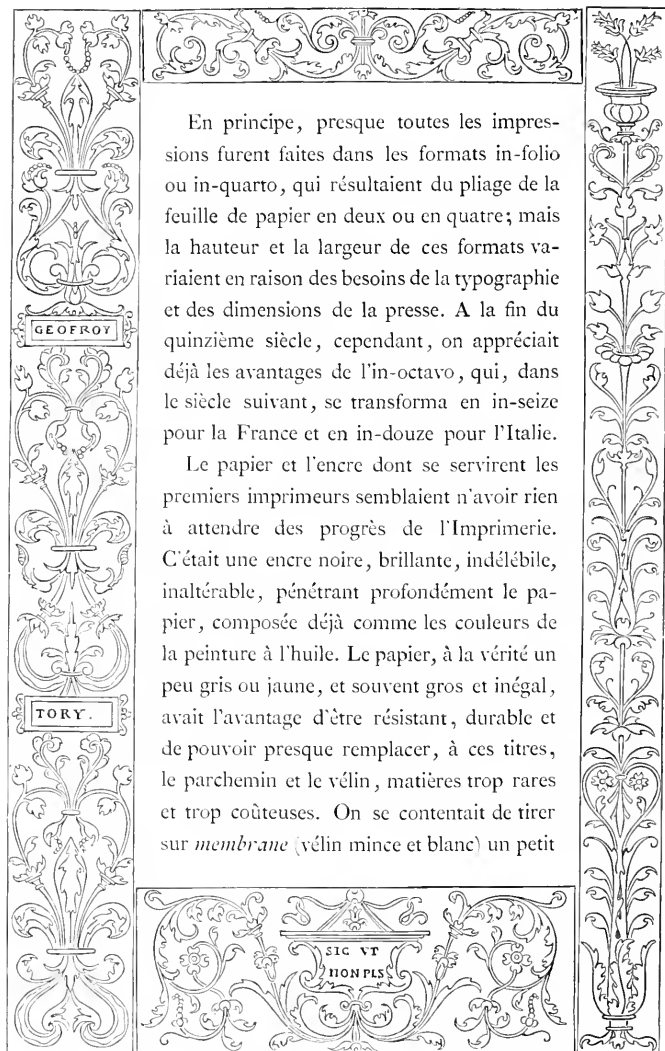 En principe, presque toutes les impres-
sions furent faites dans les formats in-folio
ou in-quarto, qui résultaient du pliage de la
feuille de papier en deux ou en quatre; mais
la hauteur et la largeur de ces formats va-
riaient en raison des besoins de la typographie
et des dimensions de la presse. A la fin du
quinzième siècle, cependant, on appréciait
déjà les avantages de l'in-octavo, qui, dans
le siècle suivant, se transforma en in-seize
pour la France et en in-douze pour l'Italie.
Le papier et l'encre dont se servirent les
premiers imprimeurs semblaient n'avoir rien
à attendre des progrès de l'Imprimerie.
C'était une encre noire, brillante, indélébile,
inaltérable, pénétrant profondément le pa-
pier, composée déjà comme les couleurs de
la peinture à l'huile. Le papier, à la vérité un
peu gris ou jaune, et souvent gros et inégal,
avait l'avantage d'être résistant, durable et
de pouvoir presque remplacer, à ces titres,
le parchemin et le vélin, matières trop rares
et trop coûteuses. On se contentait de tirer
sur membrane (vélin mince et blanc) un petit
GEOFROY
TORY.
SIC VT
NON PLS